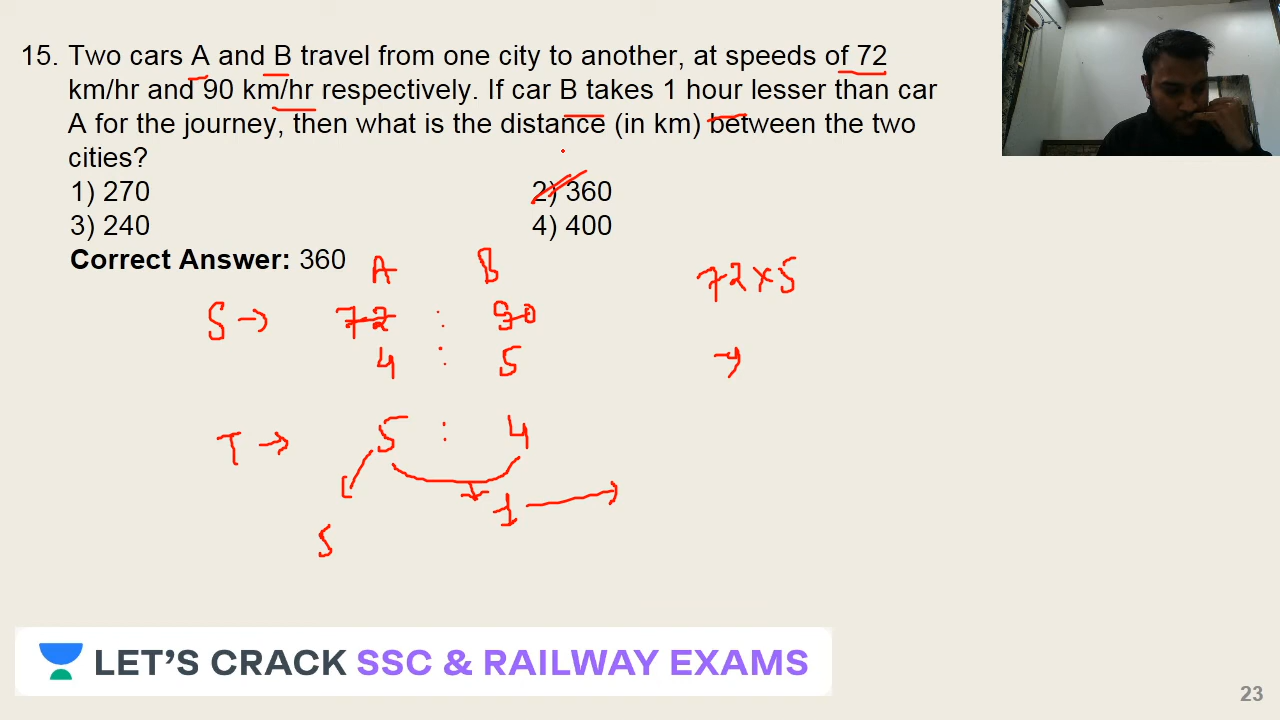 15. Two cars A and B travel from one city to another, at speeds of 72
km/hr and 90 km/hr respectively. If car B takes 1 hour lesser than car
A for the journey, then what is the distance (in km) between the two
cities?
1) 270 2) 360
3) 240 4) 400
Correct Answer: 360
A B
72×5
S → 72 : 90
4 : 5
T → 5 : 4
1 →
5
LET'S CRACK SSC & RAILWAY EXAMS
23